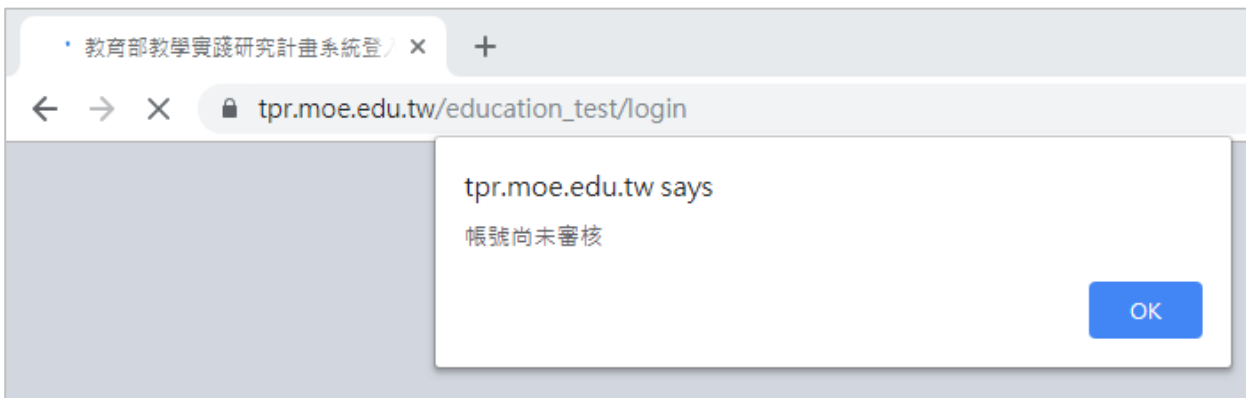 教育部教學實踐研究計畫系統登入
tpr.moe.edu.tw/education_test/login
tpr.moe.edu.tw says
帳號尚未審核
OK